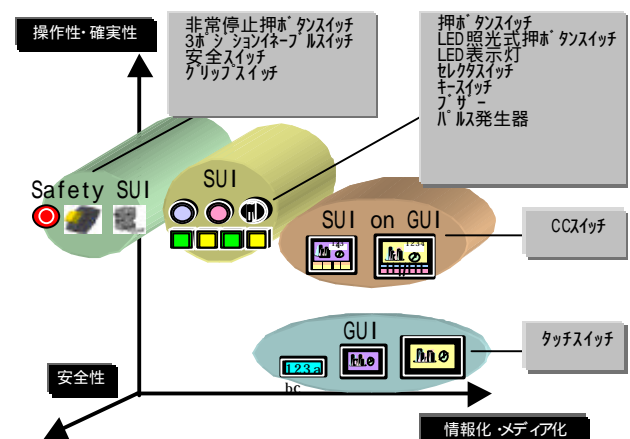 操作性・確実性
非常停止押ボタンスイッチ
3ポジションイネーブルスイッチ
安全スイッチ
グリップスイッチ
押ボタンスイッチ
LED照光式押ボタンスイッチ
LED表示灯
セレクタスイッチ
キースイッチ
ブザー
パルス発生器
Safety SUI
SUI
SUI on GUI
123
1234
CCスイッチ
GUI
123a
bc
タッチスイッチ
安全性
情報化・メディア化